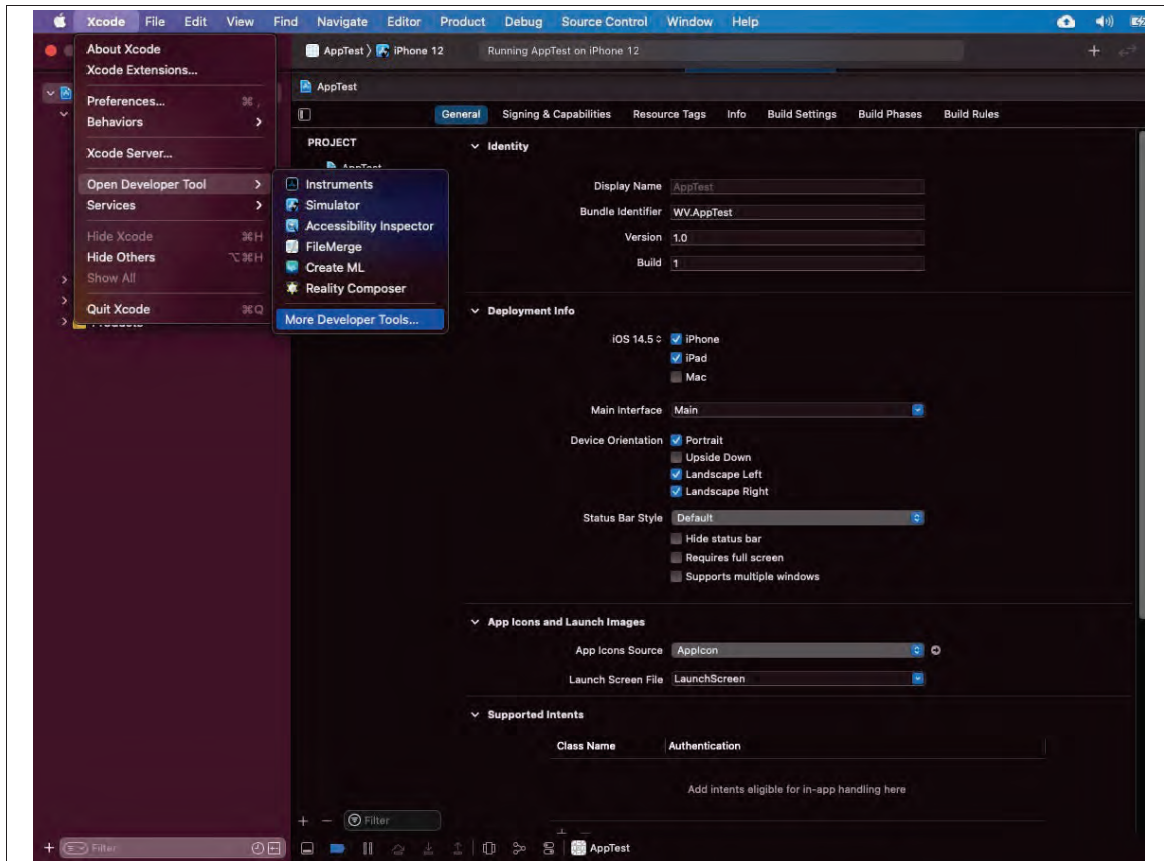 Xcode File Edit View Find Navigate Editor Product Debug Source Control Window Help
About Xcode
Xcode Extensions...
Preferences... ⌘ ,
Behaviors
Xcode Server...
Open Developer Tool
Services
Hide Xcode ⌘H
Hide Others ⌥⌘H
Show All
Quit Xcode ⌘Q
Instruments
Simulator
Accessibility Inspector
FileMerge
Create ML
Reality Composer
More Developer Tools...
AppTest 〉 iPhone 12 Running AppTest on iPhone 12
AppTest
General Signing & Capabilities Resource Tags Info Build Settings Build Phases Build Rules
PROJECT
AppTest
Identity
Display Name AppTest
Bundle Identifier WV.AppTest
Version 1.0
Build 1
Deployment Info
iOS 14.5 iPhone
iPad
Mac
Main Interface Main
Device Orientation Portrait
Upside Down
Landscape Left
Landscape Right
Status Bar Style Default
Hide status bar
Requires full screen
Supports multiple windows
App Icons and Launch Images
App Icons Source AppIcon
Launch Screen File LaunchScreen
Supported Intents
Class Name Authentication
Add intents eligible for in-app handling here
Filter
Filter
AppTest